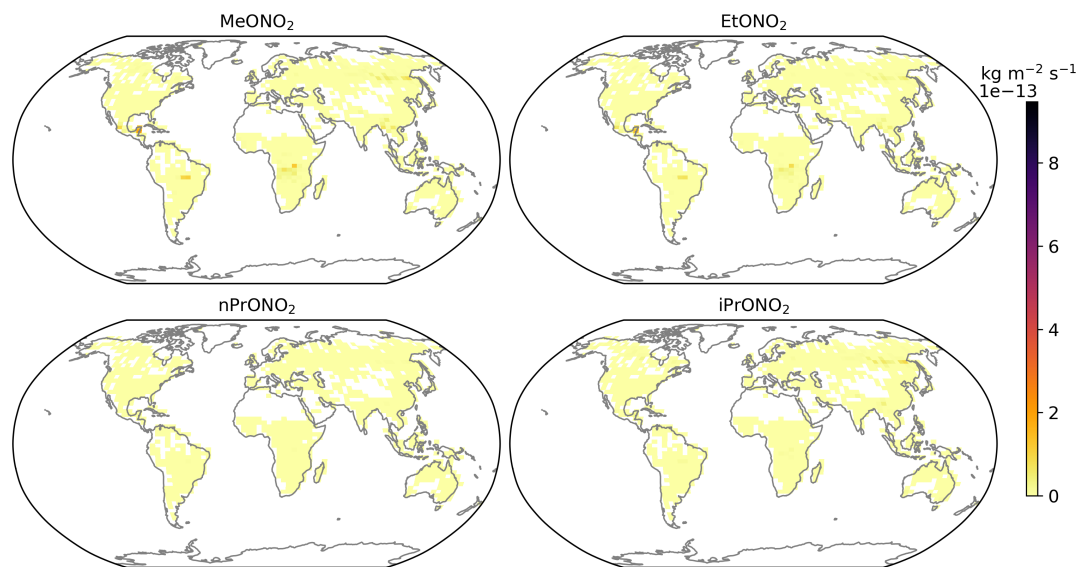 MeONO₂
EtONO₂
kg m⁻² s⁻¹
1e−13
8
6
4
2
0
nPrONO₂
iPrONO₂